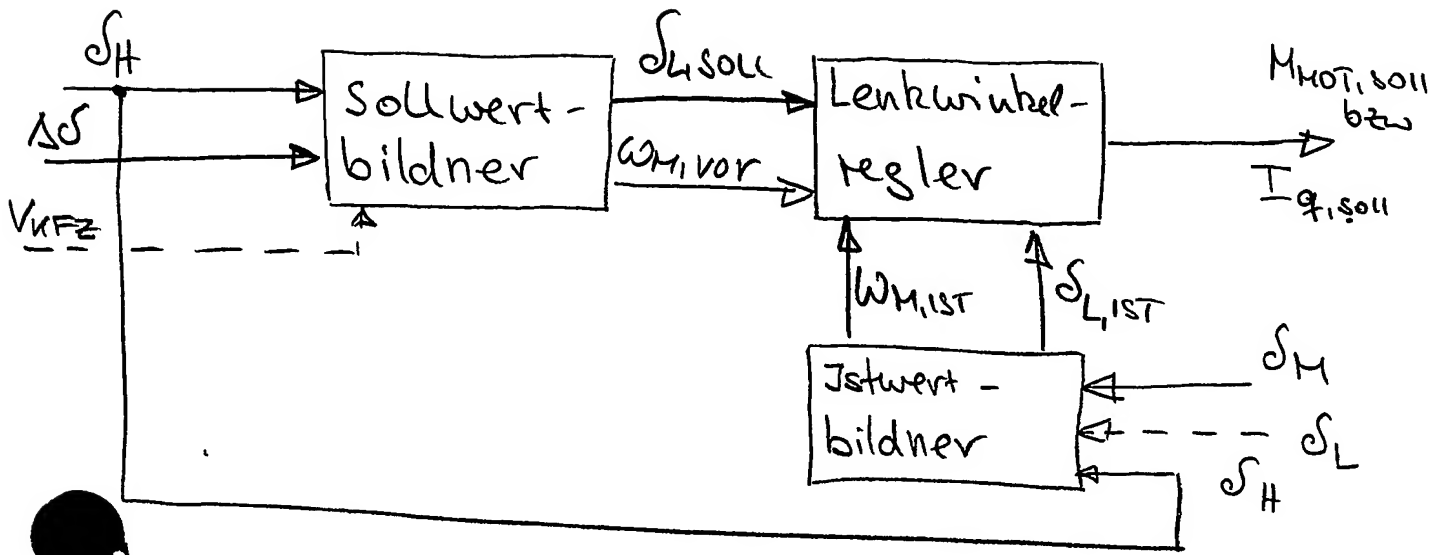 δH
Δδ
VKFZ
Sollwert-
bildner
δL,SOLL
ωM,VOR
Lenkwinkel-
regler
MMOT,SOLL
bzw
Iq,soll
ωM,IST
δL,IST
Istwert-
bildner
δM
δL
δH